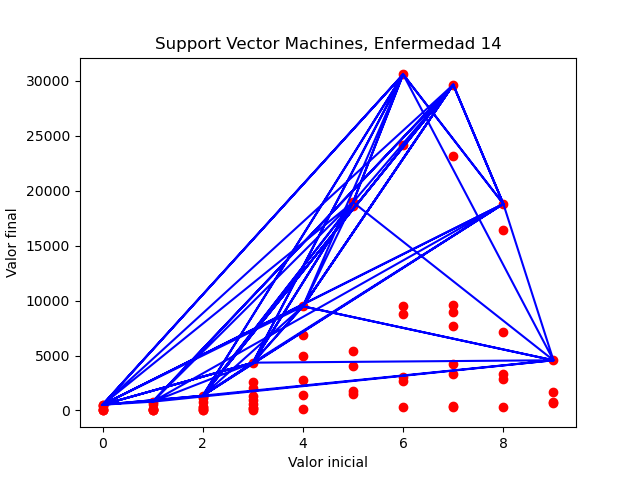 Support Vector Machines, Enfermedad 14
30000
25000
20000
15000
10000
5000
0
Valor final
0 2 4 6 8
Valor inicial